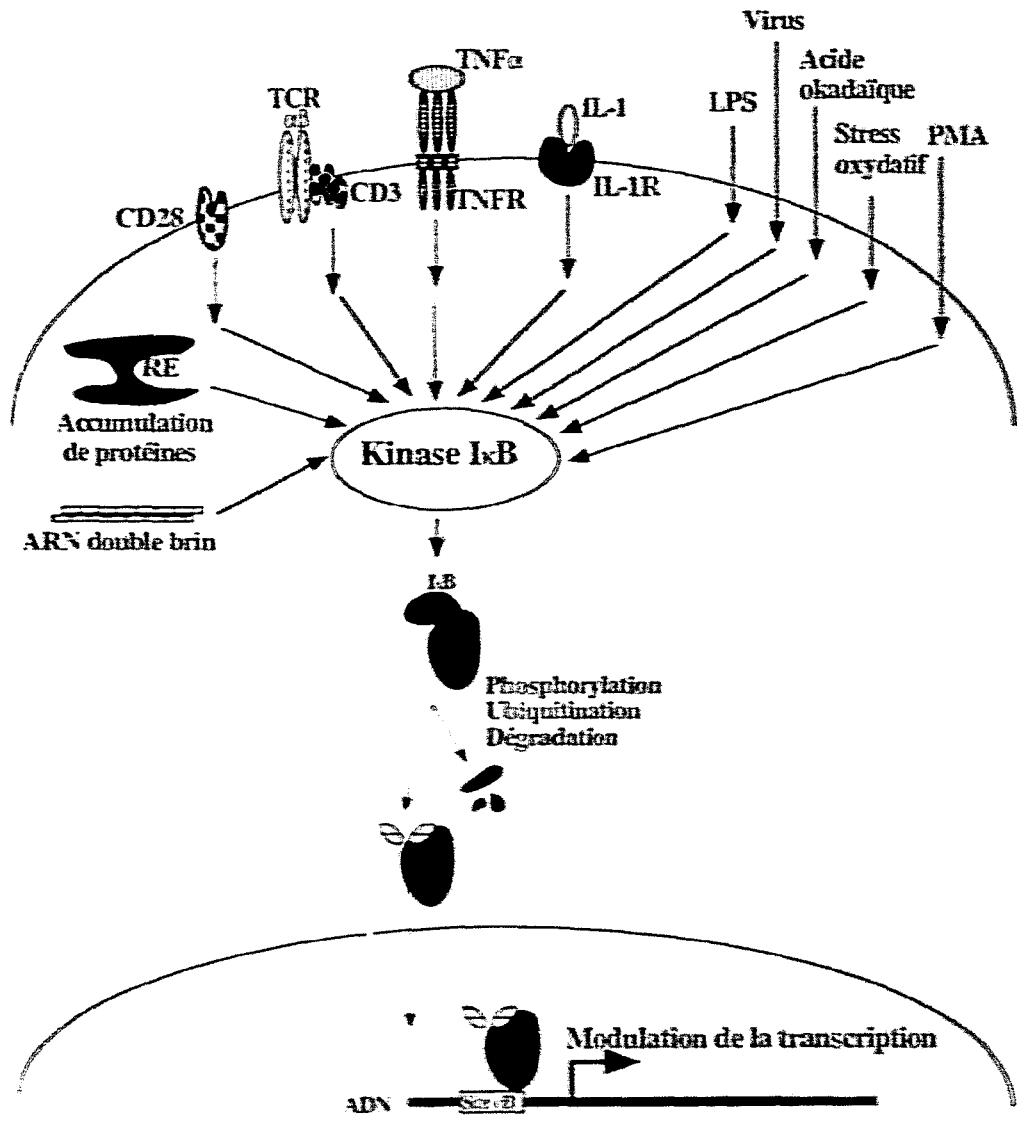 Virus
TNFα
Acide
okadaïque
TCR
αβ
IL-1
LPS
Stress
oxydatif
PMA
CD3
TNFR
IL-1R
CD28
RE
Accumulation
de protéines
Kinase IκB
ARN double brin
IκB
Phosphorylation
Ubiquitination
Dégradation
Modulation de la transcription
ADN